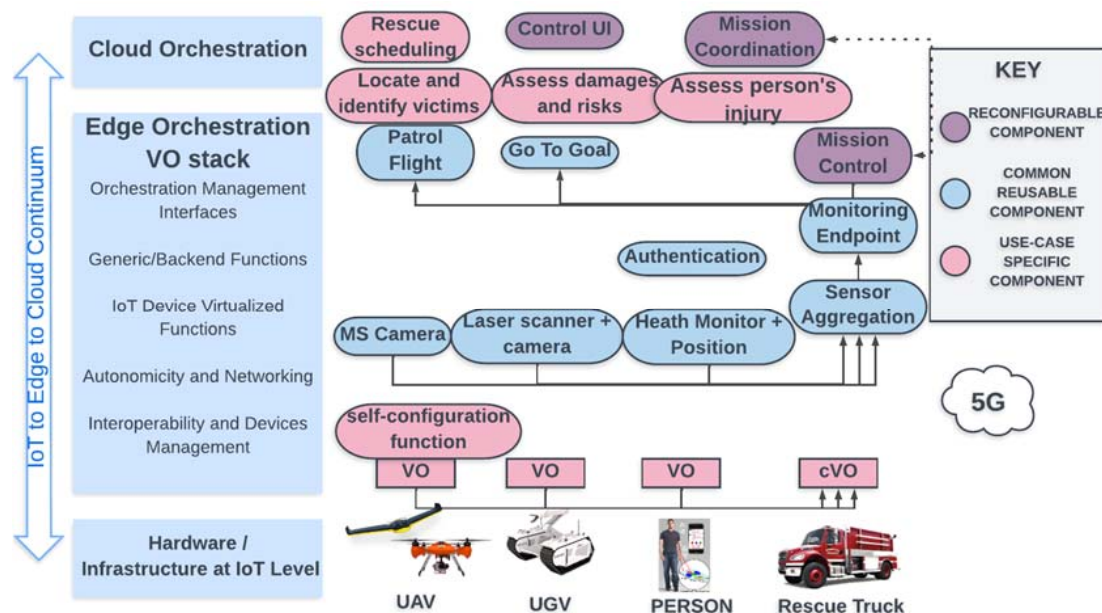 IoT to Edge to Cloud Continuum
Cloud Orchestration
Edge Orchestration
VO stack
Orchestration Management
Interfaces
Generic/Backend Functions
IoT Device Virtualized
Functions
Autonomicity and Networking
Interoperability and Devices
Management
Hardware /
Infrastructure at IoT Level
Rescue
scheduling
Control UI
Mission
Coordination
Locate and
identify victims
Assess damages
and risks
Assess person's
injury
Patrol
Flight
Go To Goal
Mission
Control
Monitoring
Endpoint
Authentication
Sensor
Aggregation
MS Camera
Laser scanner +
camera
Heath Monitor +
Position
self-configuration
function
VO
VO
VO
cVO
UAV
UGV
PERSON
Rescue Truck
KEY
RECONFIGURABLE
COMPONENT
COMMON
REUSABLE
COMPONENT
USE-CASE
SPECIFIC
COMPONENT
5G